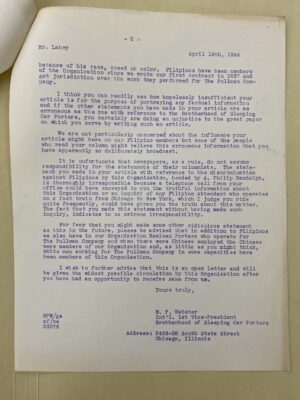 - 2 -
Mr. Lahey April 12th, 1944
because of his race, creed or color. Filipinos have been members
of the Organization since we wrote our first contract in 1937 and
got jurisdiction over the work they performed for The Pullman Com-
pany.
I think you can readily see how hopelessly insufficient your
article is for the purpose of portraying any factual information
and if the other statements you have made in your article are as
erroneous as the one with reference to the Brotherhood of Sleeping
Car Porters, you certainly are doing an unjustice to the great paper
on which you serve by writing such an article.
We are not particularly concerned about the influence your
article might have on our Filipino members but some of the people
who read your column might believe this erroneous information that you
have apparently so deliberately broadcast.
It is unfortunate that newspapers, as a rule, do not assume
responsibility for the statements of their columnists. The state-
ment you made in your article with reference to the discrimination
against Filipinos by this Organization, headed by A. Philip Randolph,
is thoroughly irresponsible because a telephone call from your
office would have conveyed to you the truthful information about
this Organization or an inquiry of a Filipino Attendant who operates
on a fast train from Chicago to New York, which I judge you ride
quite frequently, could have given you the truth about this matter.
The fact that you made this statement without having made such
inquiry, indicates to us extreme irresponsibility.
For fear that you might make some other ridiculous statement
as this in the future, please be advised that in addition to Filipinos
we also have in our Organization Mexican Porters who operate for
The Pullman Company and when there were Chinese employed the Chinese
were members of our Organization and, as little as you might think,
white men working for The Pullman Company in some capacities have
been members of this Organization.
I wish to further advise that this is an open letter and will
be given the widest possible circulation by this Organization after
you have had an opportunity to receive same from us.
Yours truly,
M. P. Webster
Int'l. 1st Vice-President
Brotherhood of Sleeping Car Porters
Address: South State Street
Chicago, Illinois
MPW/gs